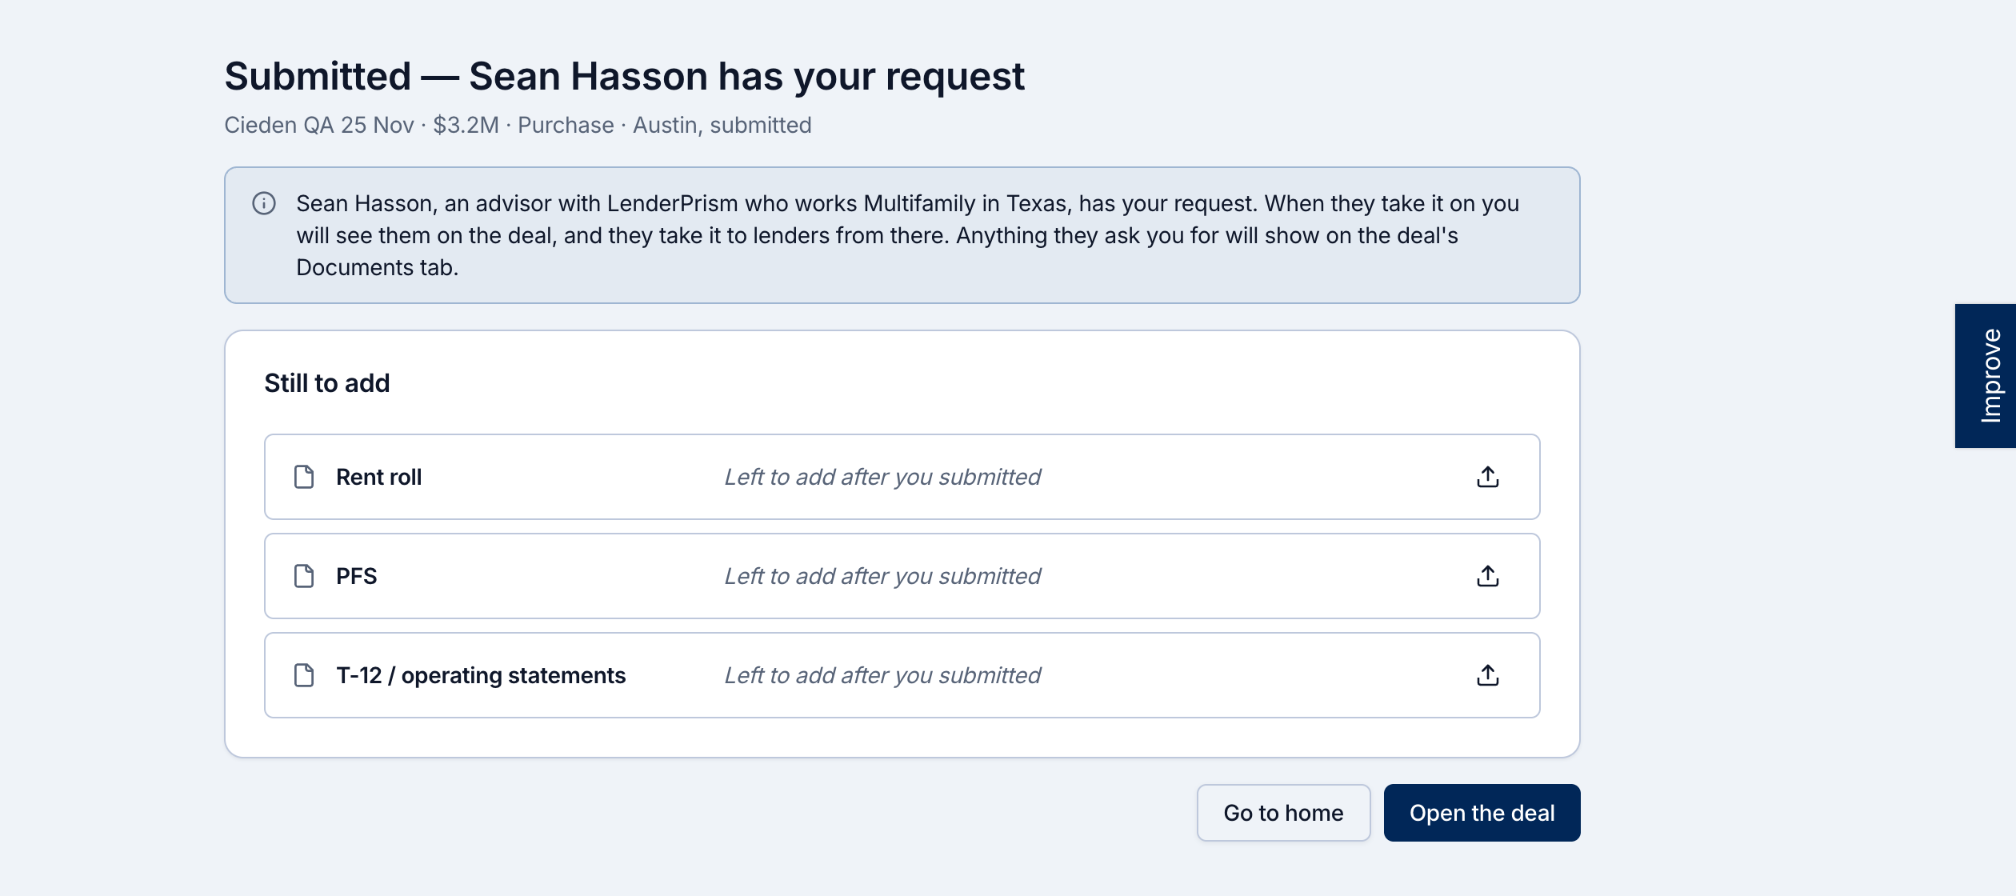 Submitted — Sean Hasson has your request
Cieden QA 25 Nov · $3.2M · Purchase · Austin, submitted
Sean Hasson, an advisor with LenderPrism who works Multifamily in Texas, has your request. When they take it on you
will see them on the deal, and they take it to lenders from there. Anything they ask you for will show on the deal's
Documents tab.
Improve
Still to add
Rent roll Left to add after you submitted
PFS Left to add after you submitted
T-12 / operating statements Left to add after you submitted
Go to home Open the deal